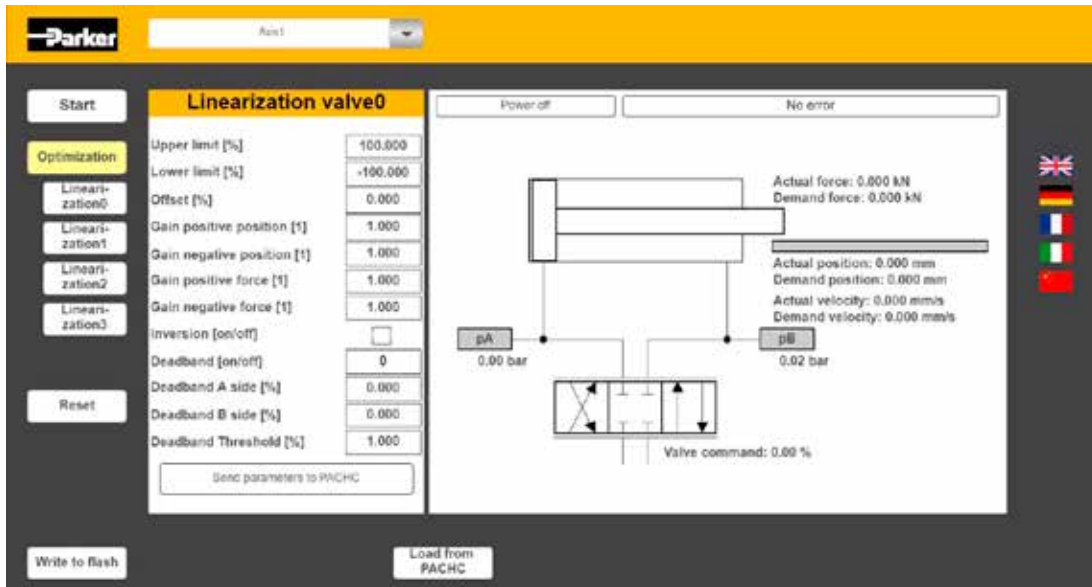 Parker
Axis1
Start
Optimization
Lineari-
zation0
Lineari-
zation1
Lineari-
zation2
Lineari-
zation3
Reset
Write to flash
Linearization valve0
Upper limit [%] 100.000
Lower limit [%] -100.000
Offset [%] 0.000
Gain positive position [1] 1.000
Gain negative position [1] 1.000
Gain positive force [1] 1.000
Gain negative force [1] 1.000
Inversion [on/off]
Deadband [on/off] 0
Deadband A side [%] 0.000
Deadband B side [%] 0.000
Deadband Threshold [%] 1.000
Send parameters to PACHC
Load from
PACHC
Power off
No error
Actual force: 0.000 kN
Demand force: 0.000 kN
Actual position: 0.000 mm
Demand position: 0.000 mm
Actual velocity: 0.000 mm/s
Demand velocity: 0.000 mm/s
pA
0.00 bar
pB
0.02 bar
Valve command: 0.00 %